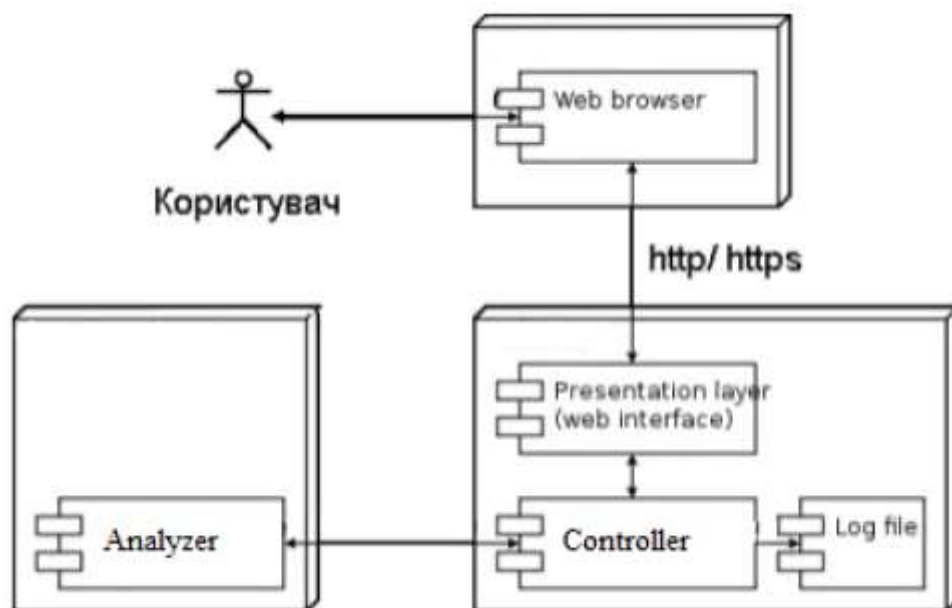 Web browser
Користувач
http/ https
Presentation layer
(web interface)
Analyzer
Controller
Log file